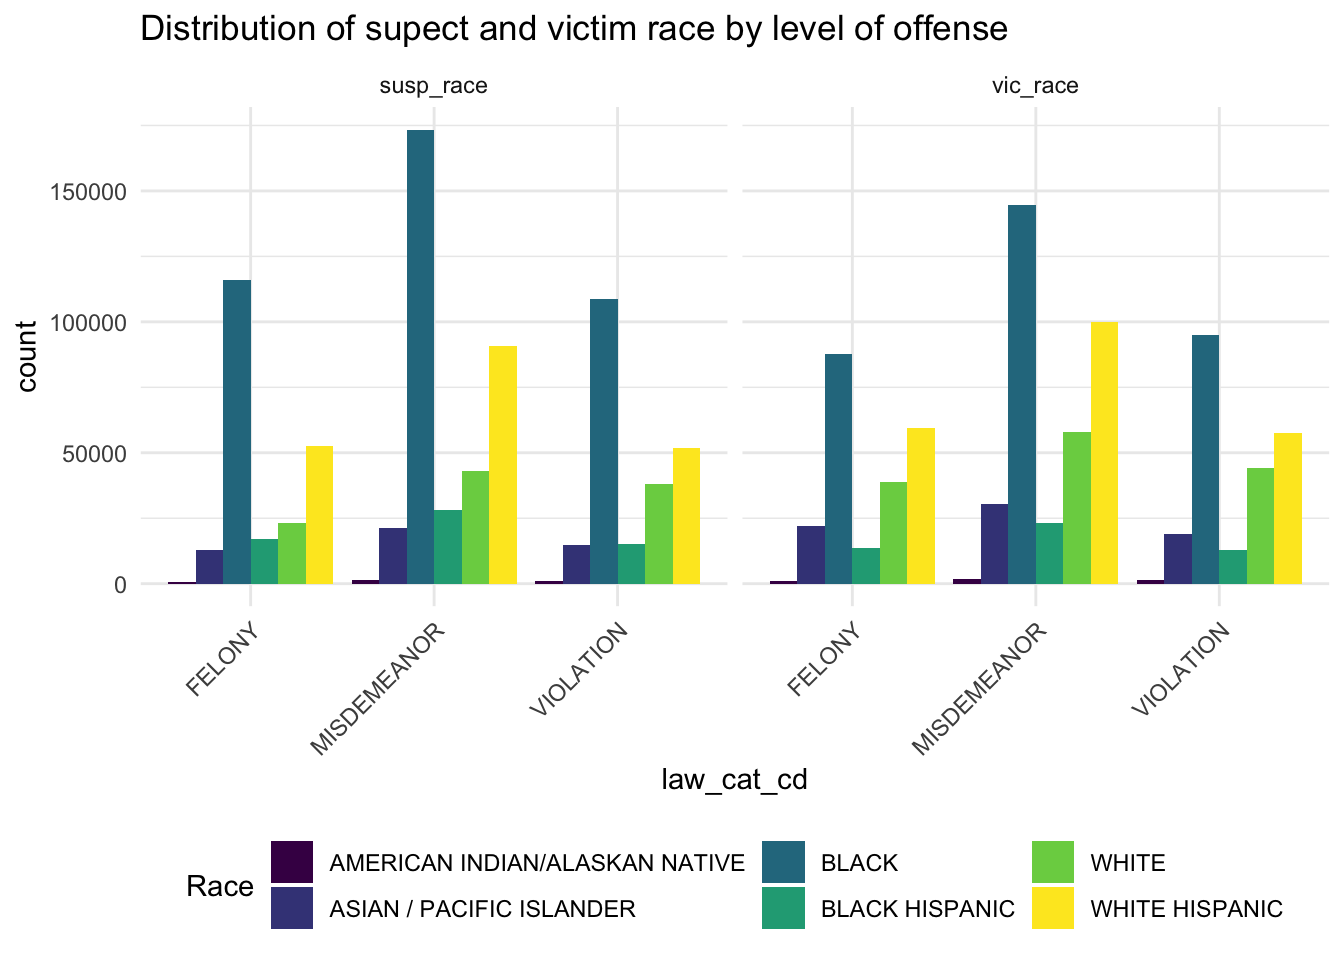 Distribution of supect and victim race by level of offense
susp_race
vic_race
count
150000
100000
50000
0
FELONY
MISDEMEANOR
VIOLATION
FELONY
MISDEMEANOR
VIOLATION
law_cat_cd
Race
AMERICAN INDIAN/ALASKAN NATIVE
ASIAN / PACIFIC ISLANDER
BLACK
BLACK HISPANIC
WHITE
WHITE HISPANIC